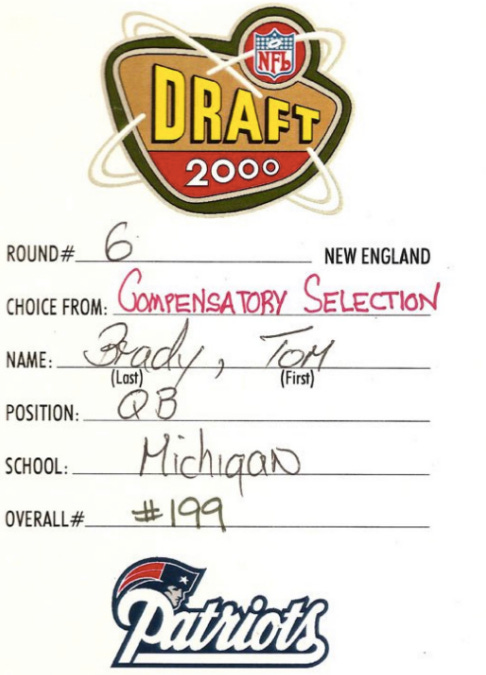 NFL
DRAFT
2000
ROUND# 6 NEW ENGLAND
CHOICE FROM: COMPENSATORY SELECTION
NAME: Brady, Tom
(Last) (First)
POSITION: QB
SCHOOL: Michigan
OVERALL# #199
Patriots